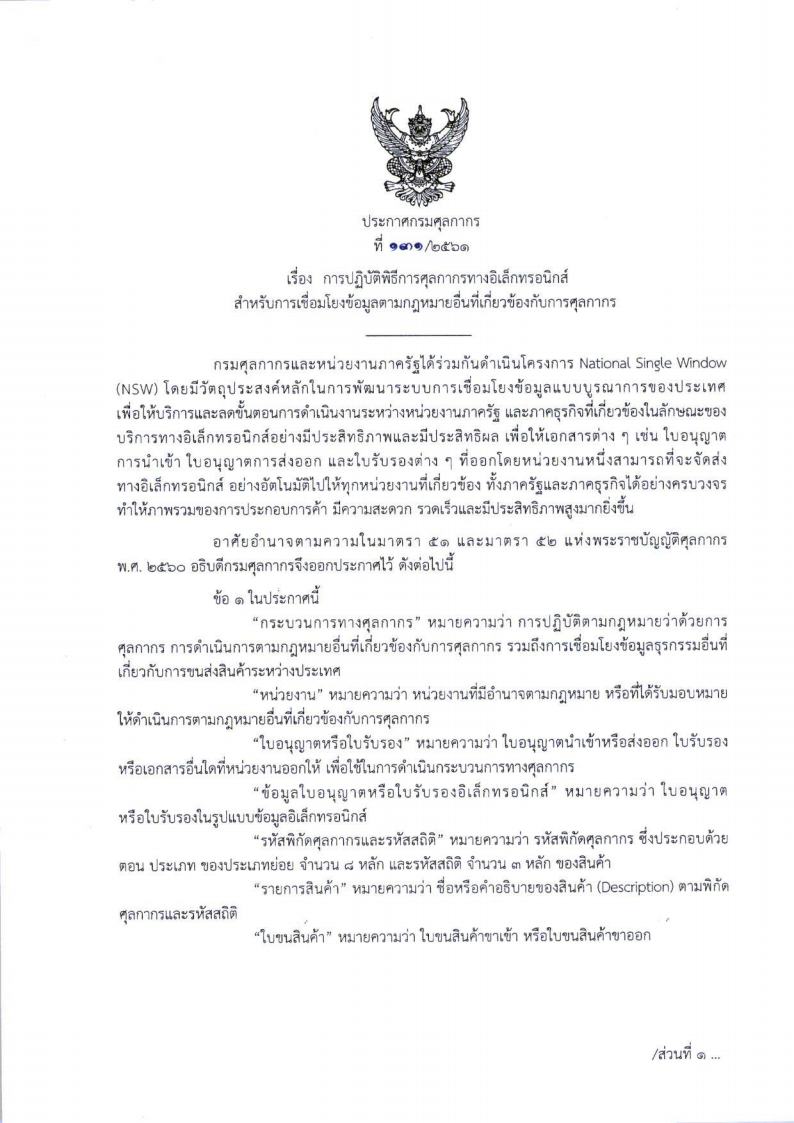 ประกาศกรมศุลกากร
ที่ ๑๓๑/๒๕๖๑
เรื่อง การปฏิบัติพิธีการศุลกากรทางอิเล็กทรอนิกส์
สำหรับการเชื่อมโยงข้อมูลตามกฎหมายอื่นที่เกี่ยวข้องกับการศุลกากร
กรมศุลกากรและหน่วยงานภาครัฐได้ร่วมกันดำเนินโครงการ National Single Window
(NSW) โดยมีวัตถุประสงค์หลักในการพัฒนาระบบการเชื่อมโยงข้อมูลแบบบูรณาการของประเทศ
เพื่อให้บริการและลดขั้นตอนการดำเนินงานระหว่างหน่วยงานภาครัฐ และภาคธุรกิจที่เกี่ยวข้องในลักษณะของ
บริการทางอิเล็กทรอนิกส์อย่างมีประสิทธิภาพและมีประสิทธิผล เพื่อให้เอกสารต่าง ๆ เช่น ใบอนุญาต
การนำเข้า ใบอนุญาตการส่งออก และใบรับรองต่าง ๆ ที่ออกโดยหน่วยงานหนึ่งสามารถที่จะจัดส่ง
ทางอิเล็กทรอนิกส์ อย่างอัตโนมัติไปให้ทุกหน่วยงานที่เกี่ยวข้อง ทั้งภาครัฐและภาคธุรกิจได้อย่างครบวงจร
ทำให้ภาพรวมของการประกอบการค้า มีความสะดวก รวดเร็วและมีประสิทธิภาพสูงมากยิ่งขึ้น
อาศัยอำนาจตามความในมาตรา ๕๑ และมาตรา ๕๒ แห่งพระราชบัญญัติศุลกากร
พ.ศ. ๒๕๖๐ อธิบดีกรมศุลกากรจึงออกประกาศไว้ ดังต่อไปนี้
ข้อ ๑ ในประกาศนี้
“กระบวนการทางศุลกากร” หมายความว่า การปฏิบัติตามกฎหมายว่าด้วยการ
ศุลกากร การดำเนินการตามกฎหมายอื่นที่เกี่ยวข้องกับการศุลกากร รวมถึงการเชื่อมโยงข้อมูลธุรกรรมอื่นที่
เกี่ยวกับการขนส่งสินค้าระหว่างประเทศ
“หน่วยงาน” หมายความว่า หน่วยงานที่มีอำนาจตามกฎหมาย หรือที่ได้รับมอบหมาย
ให้ดำเนินการตามกฎหมายอื่นที่เกี่ยวข้องกับการศุลกากร
“ใบอนุญาตหรือใบรับรอง” หมายความว่า ใบอนุญาตนำเข้าหรือส่งออก ใบรับรอง
หรือเอกสารอื่นใดที่หน่วยงานออกให้ เพื่อใช้ในการดำเนินกระบวนการทางศุลกากร
“ข้อมูลใบอนุญาตหรือใบรับรองอิเล็กทรอนิกส์” หมายความว่า ใบอนุญาต
หรือใบรับรองในรูปแบบข้อมูลอิเล็กทรอนิกส์
“รหัสพิกัดศุลกากรและรหัสสถิติ” หมายความว่า รหัสพิกัดศุลกากร ซึ่งประกอบด้วย
ตอน ประเภท ของประเภทย่อย จำนวน ๘ หลัก และรหัสสถิติ จำนวน ๓ หลัก ของสินค้า
“รายการสินค้า” หมายความว่า ชื่อหรือคำอธิบายของสินค้า (Description) ตามพิกัด
ศุลกากรและรหัสสถิติ
“ใบขนสินค้า” หมายความว่า ใบขนสินค้าขาเข้า หรือใบขนสินค้าขาออก
/ส่วนที่ ๑ ...